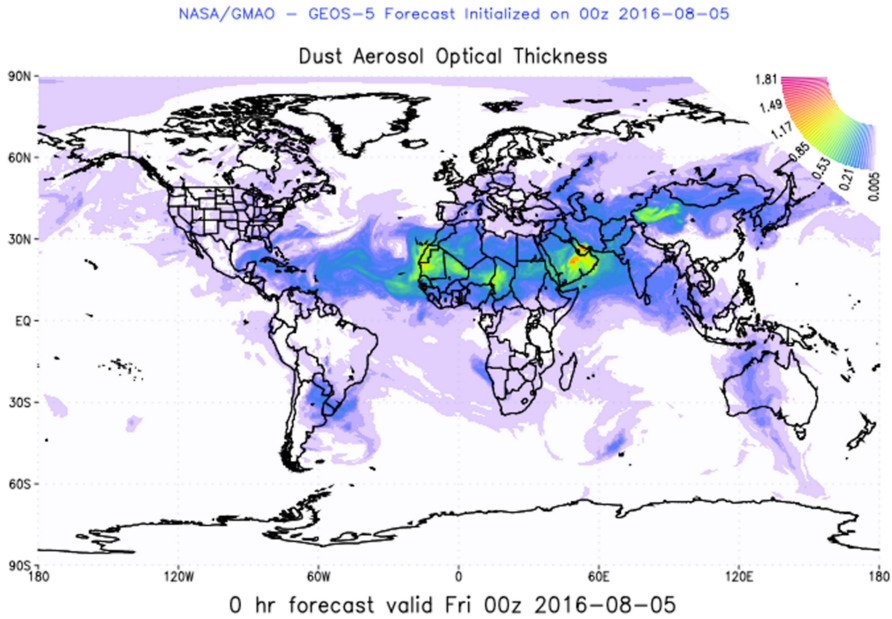 NASA/GMAO - GEOS-5 Forecast Initialized on 00z 2016-08-05
Dust Aerosol Optical Thickness
90N
60N
30N
EQ
30S
60S
90S
180
120W
60W
0
60E
120E
180
1.81
1.49
1.17
0.85
0.53
0.21
0.005
0 hr forecast valid Fri 00z 2016-08-05